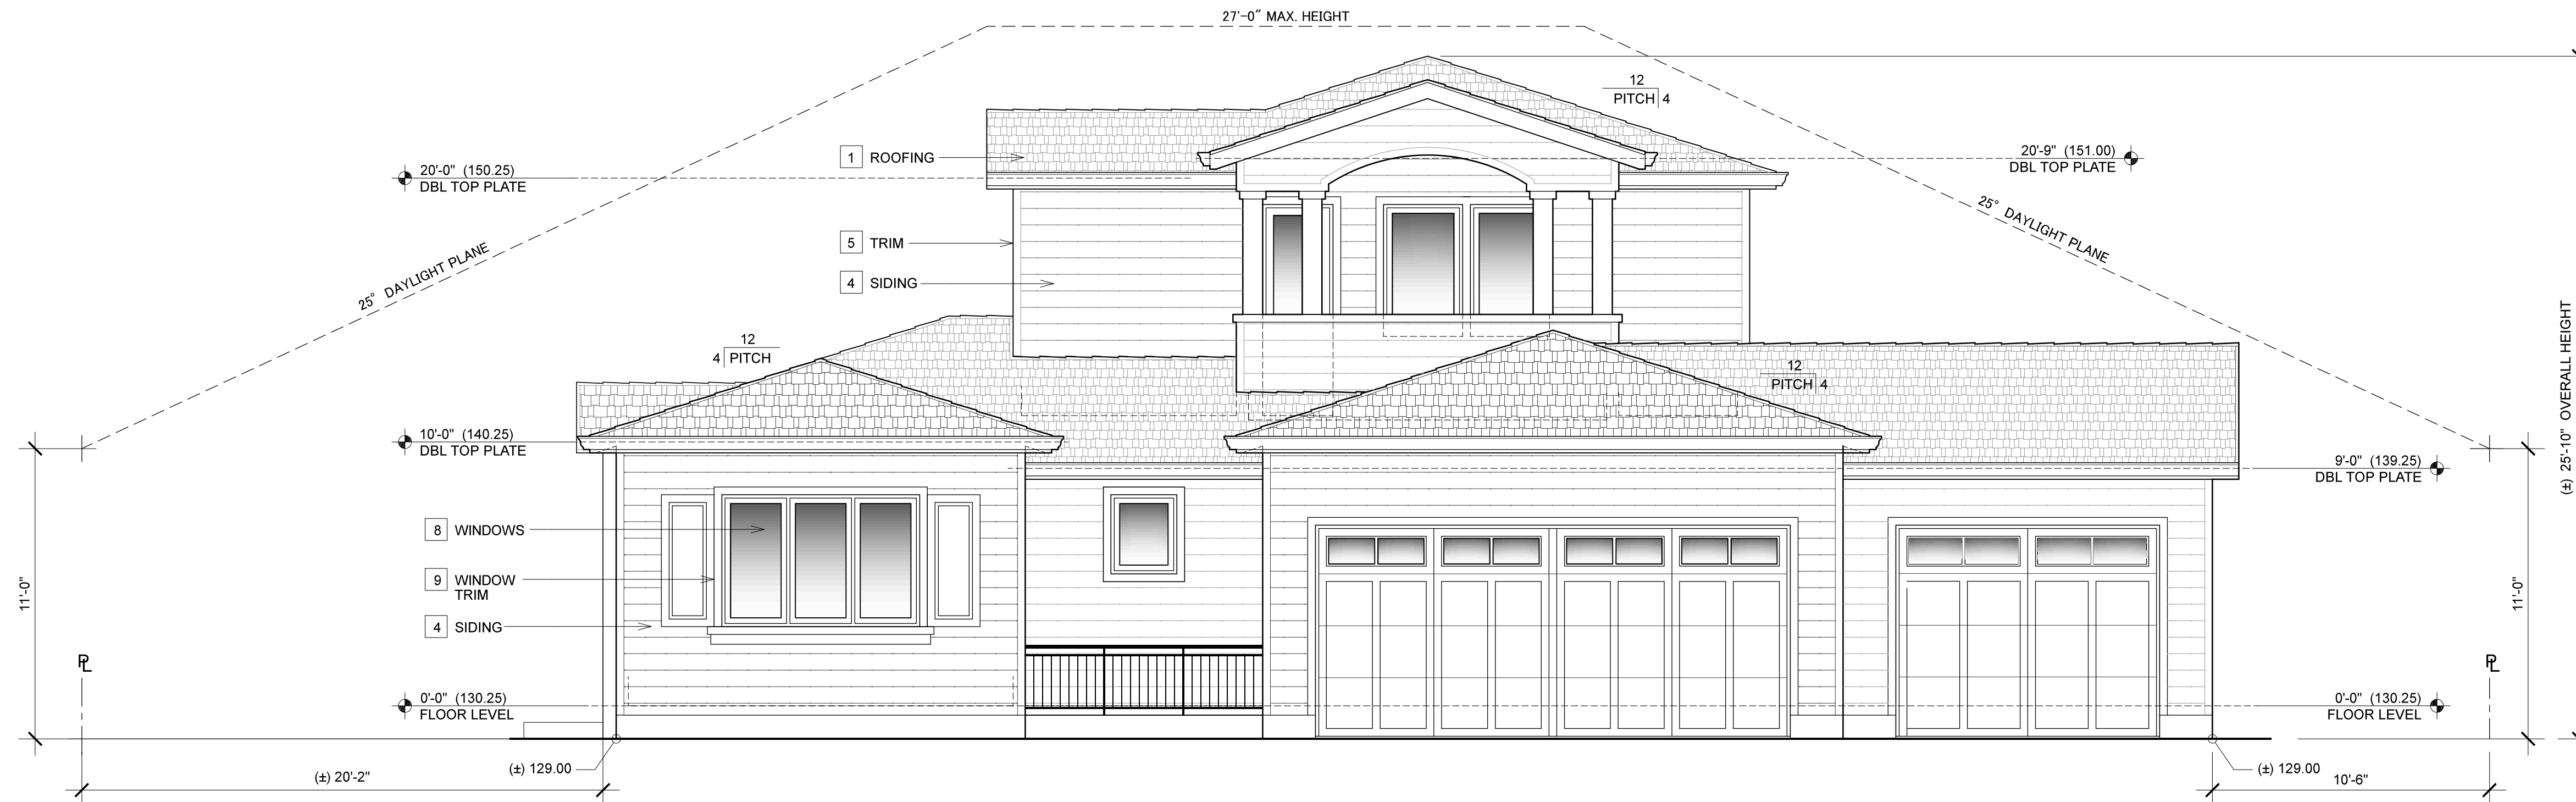 27'-0" MAX. HEIGHT
12
PITCH 4
1 ROOFING
20'-0" (150.25)
DBL TOP PLATE
20'-9" (151.00)
DBL TOP PLATE
25° DAYLIGHT PLANE
25° DAYLIGHT PLANE
5 TRIM
4 SIDING
12
4 PITCH
12
PITCH 4
10'-0" (140.25)
DBL TOP PLATE
9'-0" (139.25)
DBL TOP PLATE
(±) 25'-10" OVERALL HEIGHT
8 WINDOWS
9 WINDOW
TRIM
4 SIDING
11'-0"
11'-0"
PL
PL
0'-0" (130.25)
FLOOR LEVEL
0'-0" (130.25)
FLOOR LEVEL
(±) 129.00
(±) 129.00
(±) 20'-2"
10'-6"